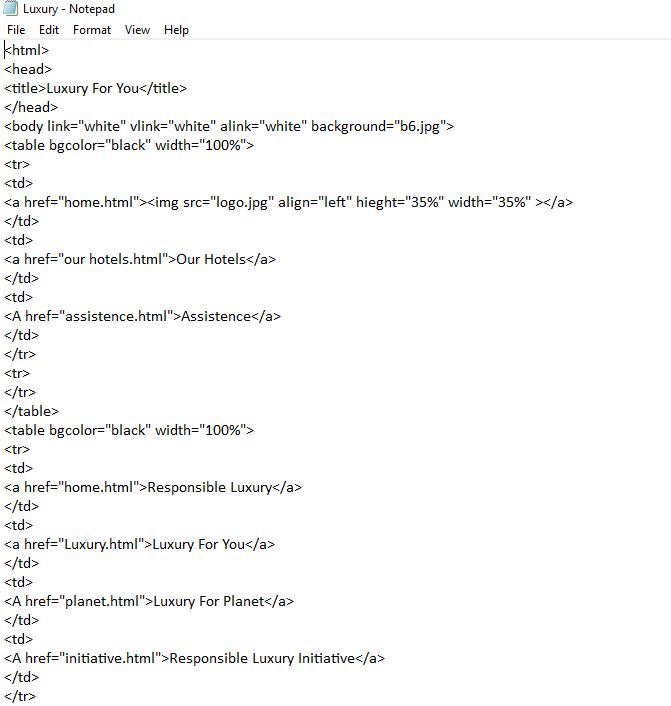 Luxury - Notepad
File Edit Format View Help
<html>
<head>
<title>Luxury For You</title>
</head>
<body link="white" vlink="white" alink="white" background="b6.jpg">
<table bgcolor="black" width="100%">
<tr>
<td>
<a href="home.html"><img src="logo.jpg" align="left" hieght="35%" width="35%" ></a>
</td>
<td>
<a href="our hotels.html">Our Hotels</a>
</td>
<td>
<A href="assistence.html">Assistence</a>
</td>
</tr>
<tr>
</tr>
</table>
<table bgcolor="black" width="100%">
<tr>
<td>
<a href="home.html">Responsible Luxury</a>
</td>
<td>
<a href="Luxury.html">Luxury For You</a>
</td>
<td>
<A href="planet.html">Luxury For Planet</a>
</td>
<td>
<A href="initiative.html">Responsible Luxury Initiative</a>
</td>
</tr>